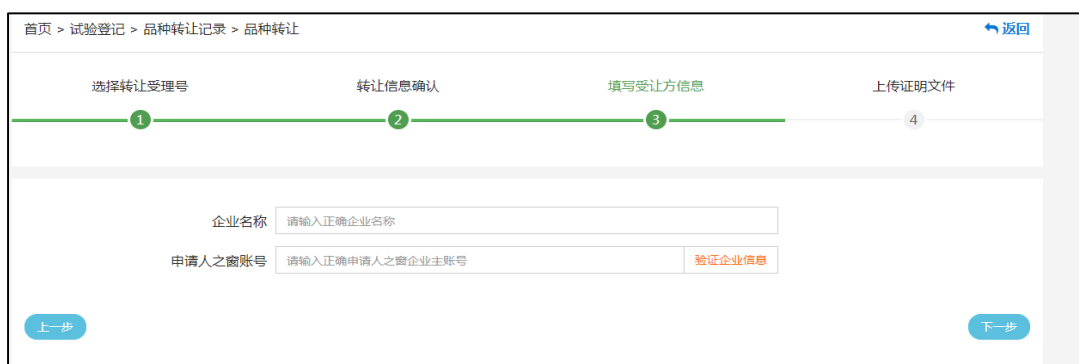 首页 > 试验登记 > 品种转让记录 > 品种转让 返回
选择转让受理号 转让信息确认 填写受让方信息 上传证明文件
1 2 3 4
企业名称 请输入正确企业名称
申请人之窗账号 请输入正确申请人之窗企业主账号 验证企业信息
上一步 下一步